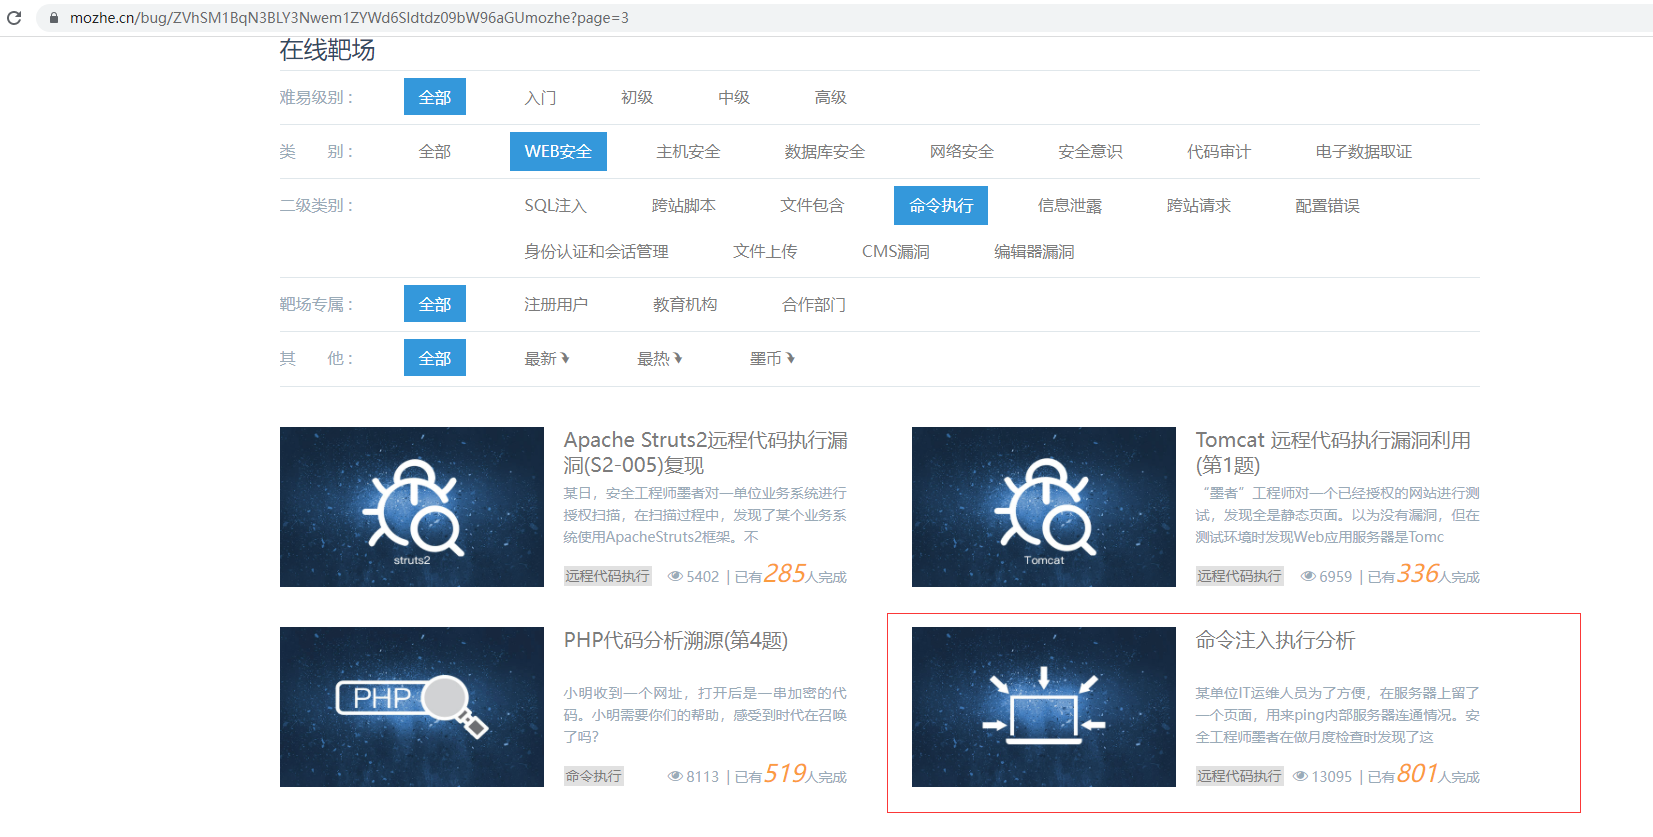 mozhe.cn/bug/ZVhSM1BqN3BLY3Nwem1ZYWd6Sldtdz09bW96aGUmozhe?page=3
在线靶场
难易级别： 全部 入门 初级 中级 高级
类 别： 全部 WEB安全 主机安全 数据库安全 网络安全 安全意识 代码审计 电子数据取证
二级类别： SQL注入 跨站脚本 文件包含 命令执行 信息泄露 跨站请求 配置错误
身份认证和会话管理 文件上传 CMS漏洞 编辑器漏洞
靶场专属： 全部 注册用户 教育机构 合作部门
其 他： 全部 最新 最热 墨币
struts2
Apache Struts2远程代码执行漏
洞(S2-005)复现
某日，安全工程师墨者对一单位业务系统进行
授权扫描，在扫描过程中，发现了某个业务系
统使用ApacheStruts2框架。不
远程代码执行 5402 | 已有285人完成
Tomcat
Tomcat 远程代码执行漏洞利用
(第1题)
“墨者”工程师对一个已经授权的网站进行测
试，发现全是静态页面。以为没有漏洞，但在
测试环境时发现Web应用服务器是Tomc
远程代码执行 6959 | 已有336人完成
PHP
PHP代码分析溯源(第4题)
小明收到一个网址，打开后是一串加密的代
码。小明需要你们的帮助，感受到时代在召唤
了吗？
命令执行 8113 | 已有519人完成
命令注入执行分析
某单位IT运维人员为了方便，在服务器上留了
一个页面，用来ping内部服务器连通情况。安
全工程师墨者在做月度检查时发现了这
远程代码执行 13095 | 已有801人完成